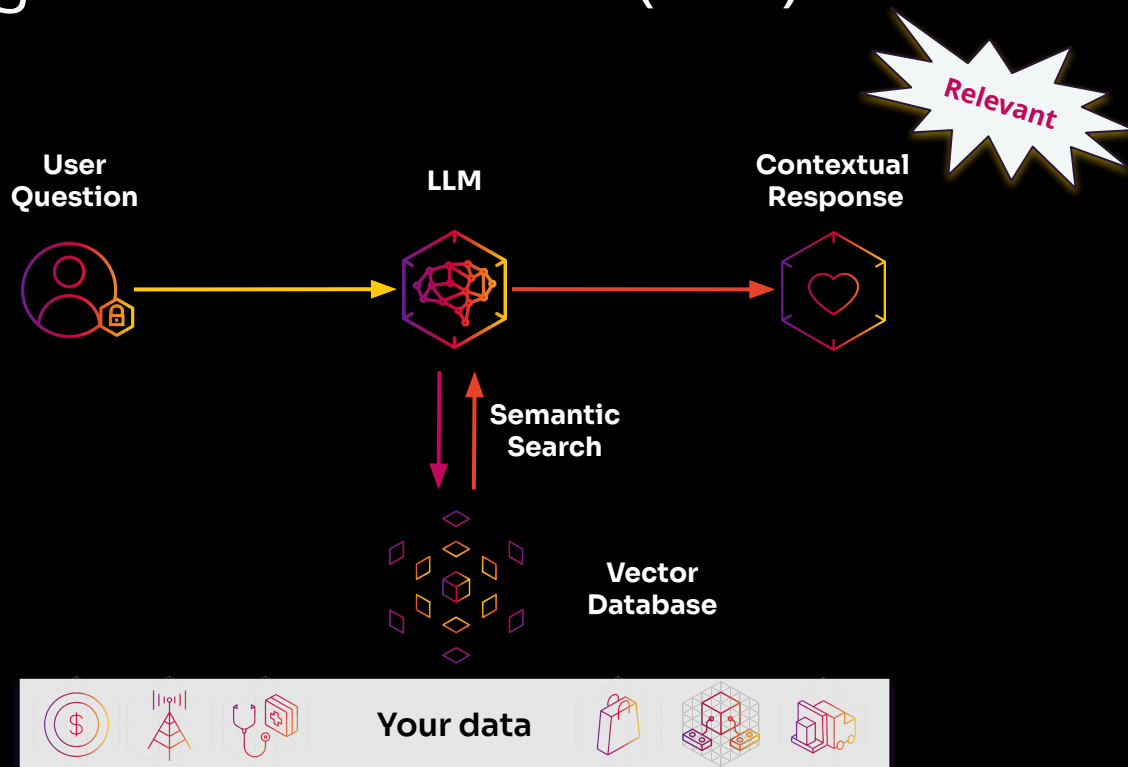 Relevant
User
Question
LLM
Contextual
Response
Semantic
Search
Vector
Database
$
Your data